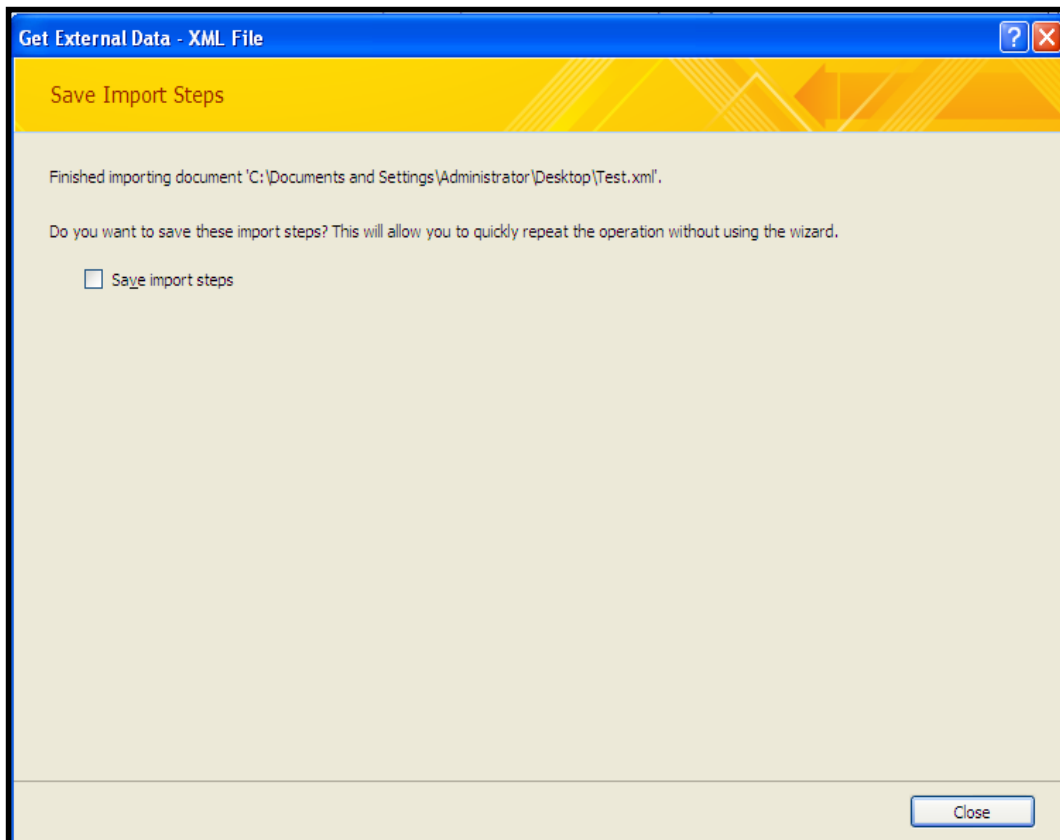 Get External Data - XML File
?
Save Import Steps
Finished importing document 'C:\Documents and Settings\Administrator\Desktop\Test.xml'.
Do you want to save these import steps? This will allow you to quickly repeat the operation without using the wizard.
Save import steps
Close